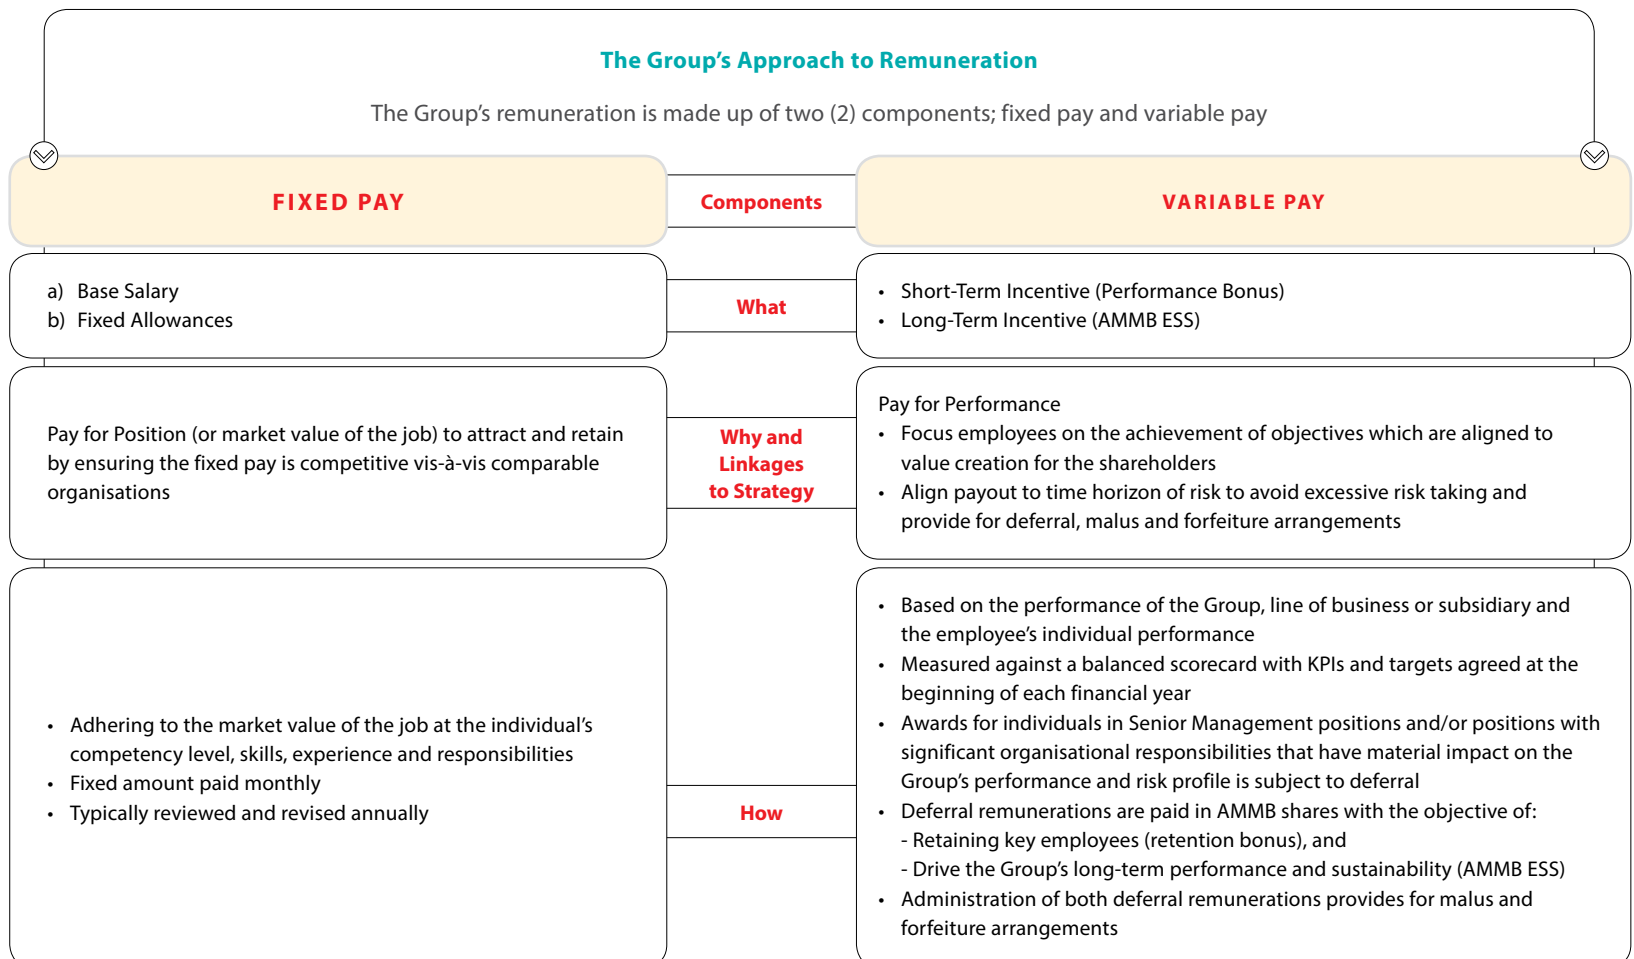 The Group's Approach to Remuneration
The Group's remuneration is made up of two (2) components; fixed pay and variable pay
FIXED PAY
Components
VARIABLE PAY
a) Base Salary
b) Fixed Allowances
What
• Short-Term Incentive (Performance Bonus)
• Long-Term Incentive (AMMB ESS)
Pay for Position (or market value of the job) to attract and retain
by ensuring the fixed pay is competitive vis-à-vis comparable
organisations
Why and
Linkages
to Strategy
Pay for Performance
• Focus employees on the achievement of objectives which are aligned to
value creation for the shareholders
• Align payout to time horizon of risk to avoid excessive risk taking and
provide for deferral, malus and forfeiture arrangements
• Adhering to the market value of the job at the individual's
competency level, skills, experience and responsibilities
• Fixed amount paid monthly
• Typically reviewed and revised annually
How
• Based on the performance of the Group, line of business or subsidiary and
the employee's individual performance
• Measured against a balanced scorecard with KPIs and targets agreed at the
beginning of each financial year
• Awards for individuals in Senior Management positions and/or positions with
significant organisational responsibilities that have material impact on the
Group's performance and risk profile is subject to deferral
• Deferral remunerations are paid in AMMB shares with the objective of:
- Retaining key employees (retention bonus), and
- Drive the Group's long-term performance and sustainability (AMMB ESS)
• Administration of both deferral remunerations provides for malus and
forfeiture arrangements